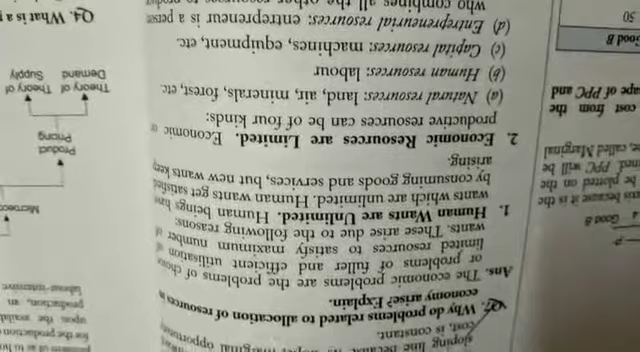 Good B
because it is the
be plotted on the
PPC will be
called Marginal
cost from the
of PPC and
Good B
50
cost, is constant.
Q2. Why do problems related to allocation of resources
economy arise? Explain.
Ans. The economic problems are the problems of
or problems of fuller and efficient utilisation of
limited resources to satisfy maximum number of
wants. These arise due to the following reasons:
1. Human Wants are Unlimited. Human beings have
wants which are unlimited. Human wants get satisfied
by consuming goods and services, but new wants keep
arising.
2. Economic Resources are Limited. Economic or
productive resources can be of four kinds:
(a) Natural resources: land, air, minerals, forest, etc
(b) Human resources: labour
(c) Capital resources: machines, equipment, etc.
(d) Entrepreneurial resources: entrepreneur is a person
who combines all the other resources to produce
for the production
upon the
production, an
labour-intensive
Product
Pricing
Theory of Demand
Theory of Supply
Q4. What is a